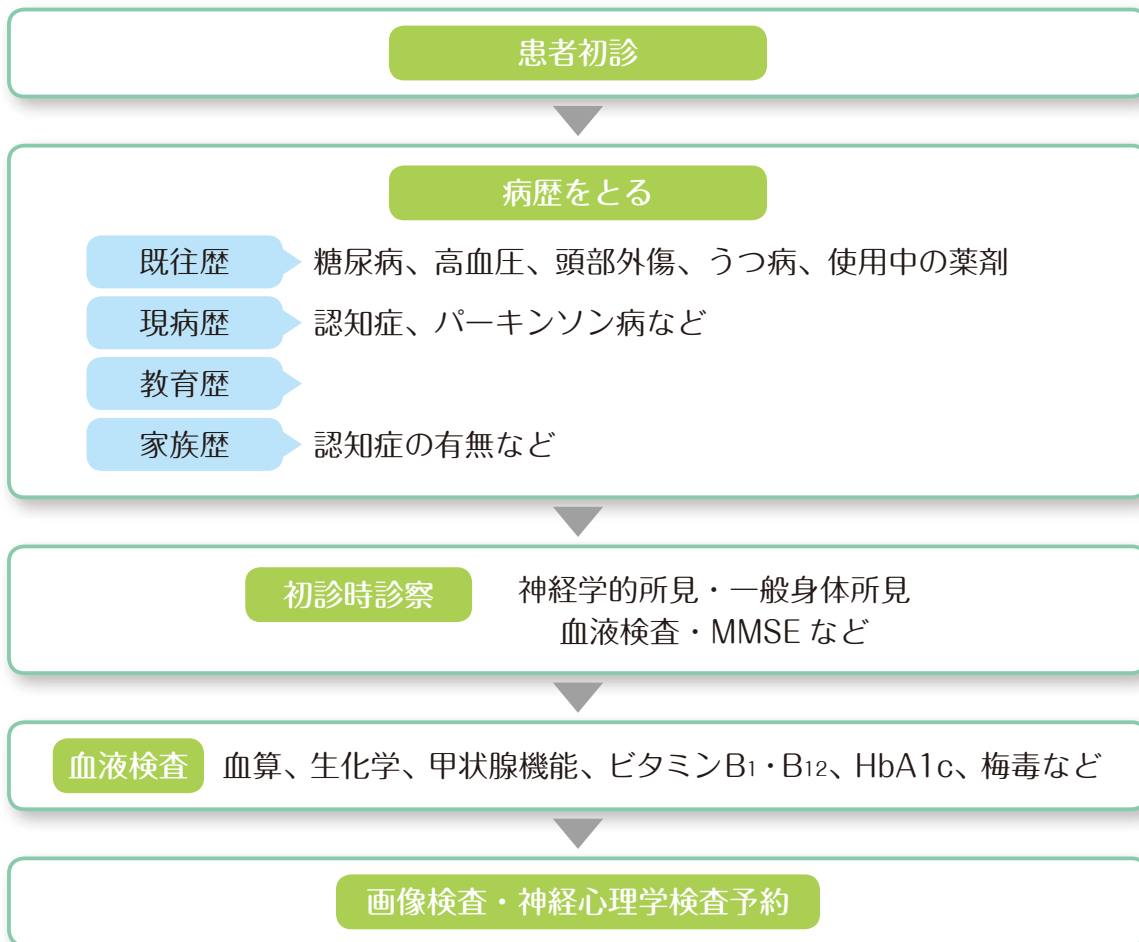 患者初診
病歴をとる
既往歴 糖尿病、高血圧、頭部外傷、うつ病、使用中の薬剤
現病歴 認知症、パーキンソン病など
教育歴
家族歴 認知症の有無など
初診時診察 神経学的所見・一般身体所見
血液検査・MMSE など
血液検査 血算、生化学、甲状腺機能、ビタミンB1・B12、HbA1c、梅毒など
画像検査・神経心理学検査予約